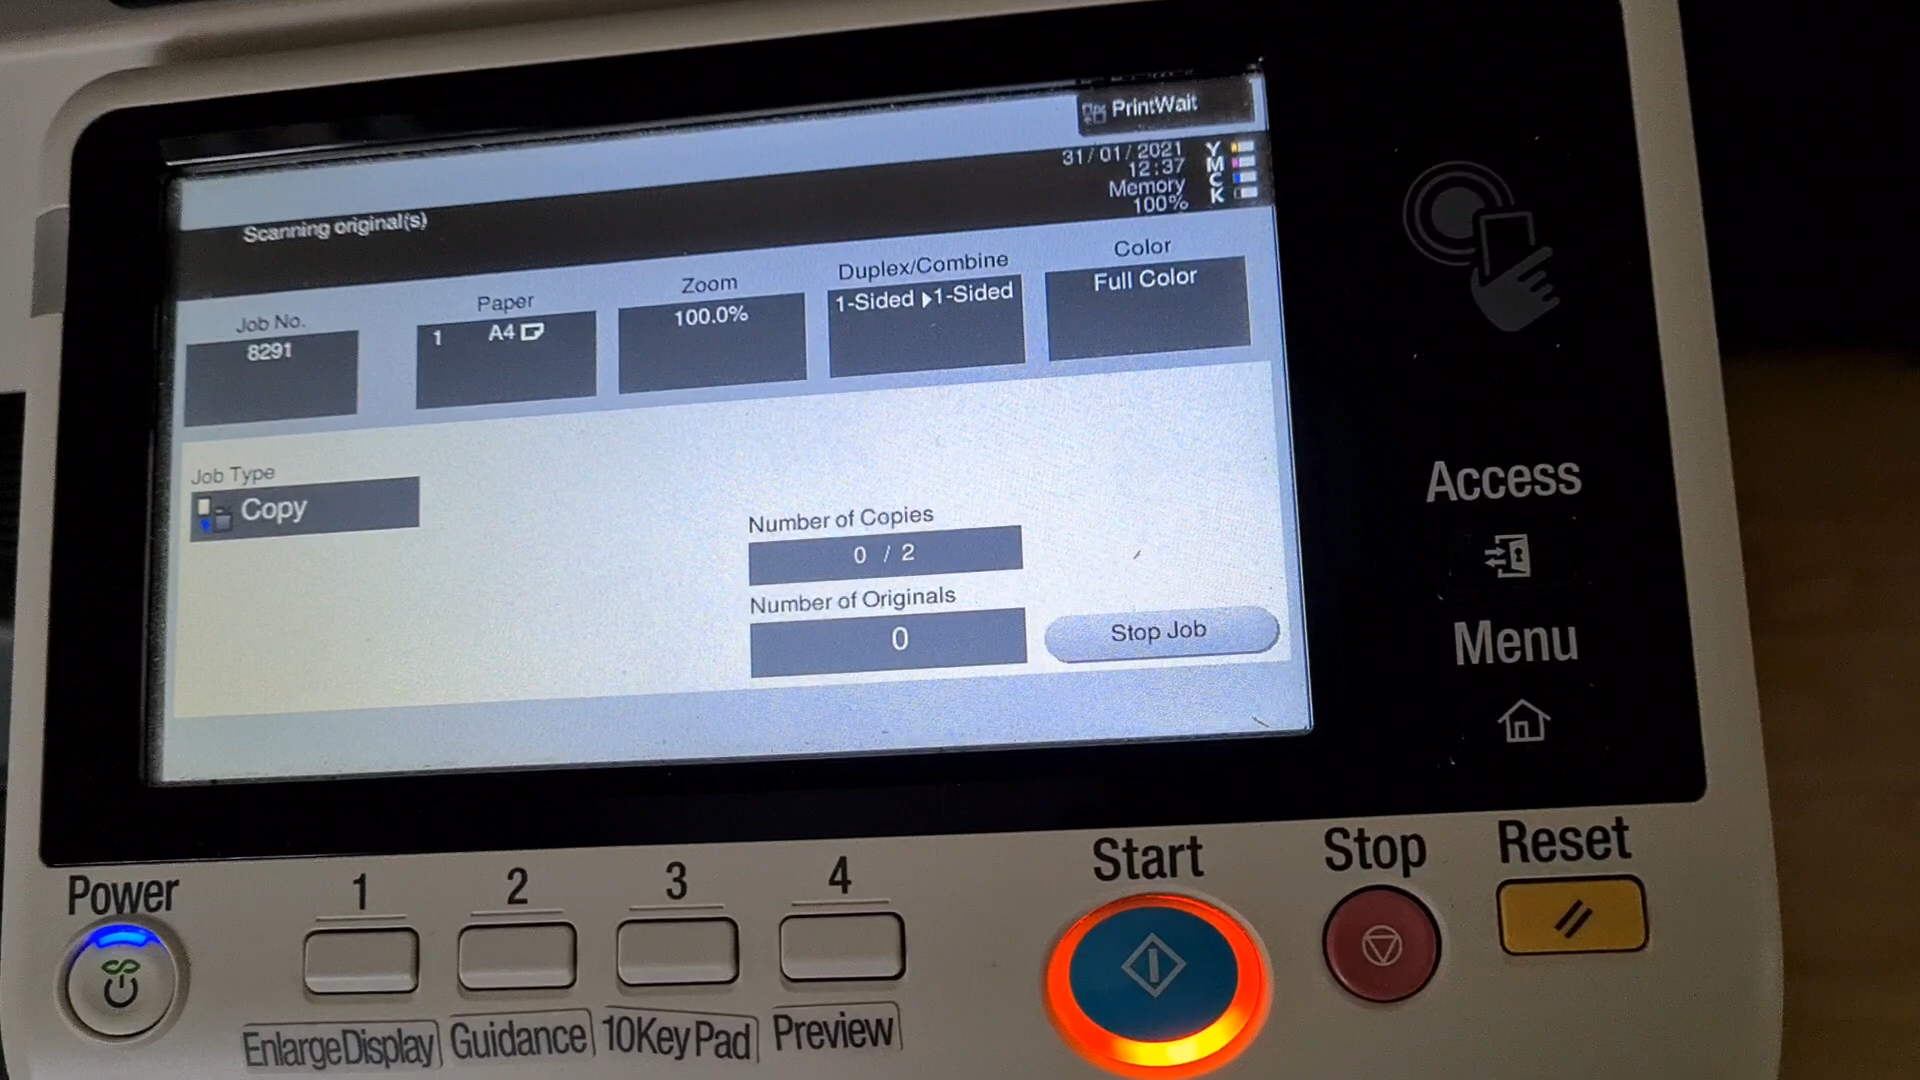 PrintWait
31/01/2021
12:37
Memory
100%
Y
M
C
K
Scanning original(s)
Job No.
8291
Paper
1 A4
Zoom
100.0%
Duplex/Combine
1-Sided ▶ 1-Sided
Color
Full Color
Job Type
Copy
Number of Copies
0 / 2
Number of Originals
0
Stop Job
Access
Menu
Power
1
2
3
4
Start
Stop
Reset
Enlarge Display
Guidance
10Key Pad
Preview